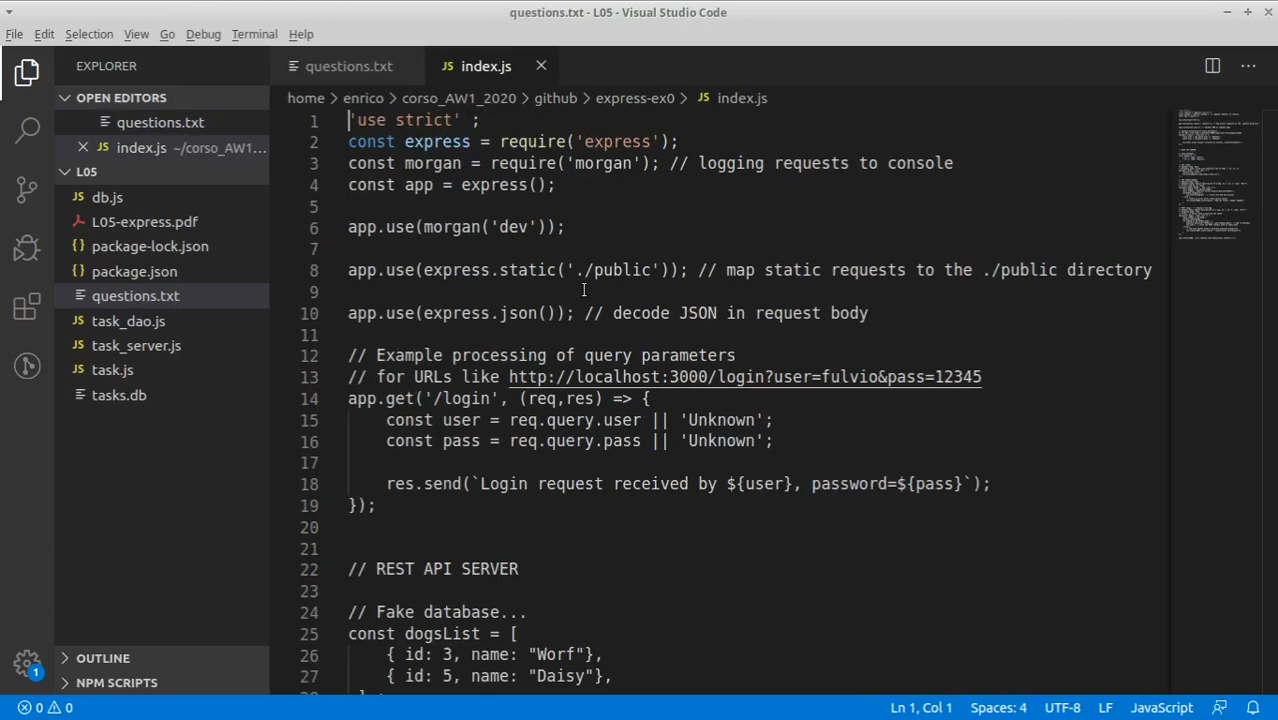 questions.txt - L05 - Visual Studio Code
File Edit Selection View Go Debug Terminal Help
EXPLORER
OPEN EDITORS
questions.txt
index.js ~/corso_AW1...
L05
db.js
L05-express.pdf
package-lock.json
package.json
questions.txt
task_dao.js
task_server.js
task.js
tasks.db
OUTLINE
NPM SCRIPTS
1
questions.txt
JS index.js
home > enrico > corso_AW1_2020 > github > express-ex0 > JS index.js
1 'use strict' ;
2 const express = require('express');
3 const morgan = require('morgan'); // logging requests to console
4 const app = express();
5
6 app.use(morgan('dev'));
7
8 app.use(express.static('./public')); // map static requests to the ./public directory
9
10 app.use(express.json()); // decode JSON in request body
11
12 // Example processing of query parameters
13 // for URLs like http://localhost:3000/login?user=fulvio&pass=12345
14 app.get('/login', (req,res) => {
15 const user = req.query.user || 'Unknown';
16 const pass = req.query.pass || 'Unknown';
17
18 res.send(`Login request received by ${user}, password=${pass}`);
19 });
20
21
22 // REST API SERVER
23
24 // Fake database...
25 const dogsList = [
26 { id: 3, name: "Worf"},
27 { id: 5, name: "Daisy"},
0 0 Ln 1, Col 1 Spaces: 4 UTF-8 LF JavaScript